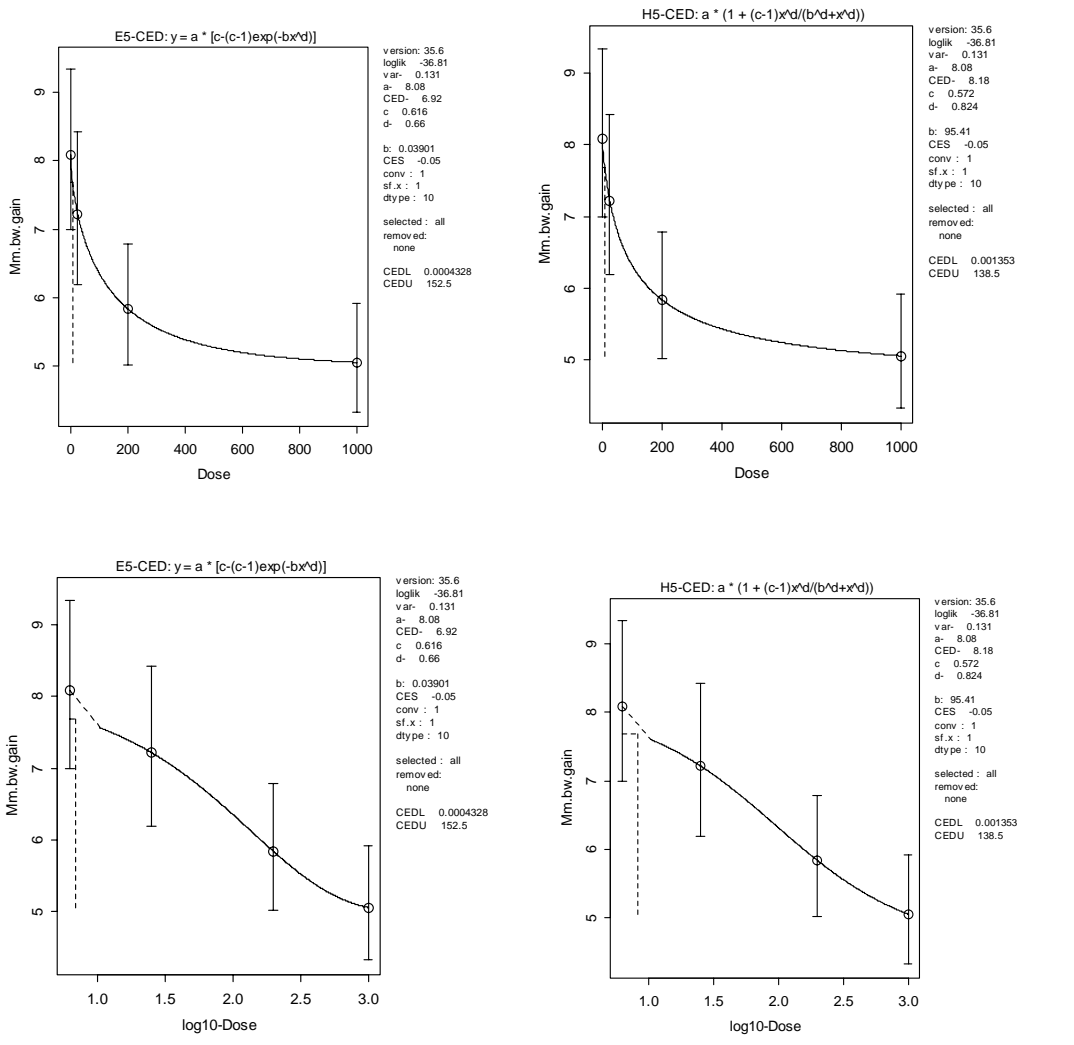 E5-CED: y = a * [c-(c-1)exp(-bx^d)]
Mm.bw.gain
9
8
7
6
5
0 200 400 600 800 1000
Dose
version: 35.6
loglik -36.81
var- 0.131
a- 8.08
CED- 6.92
c 0.616
d- 0.66
b: 0.03901
CES -0.05
conv : 1
sf.x : 1
dtype : 10
selected : all
removed:
none
CEDL 0.0004328
CEDU 152.5
H5-CED: a * (1 + (c-1)x^d/(b^d+x^d))
Mm.bw.gain
9
8
7
6
5
0 200 400 600 800 1000
Dose
version: 35.6
loglik -36.81
var- 0.131
a- 8.08
CED- 8.18
c 0.572
d- 0.824
b: 95.41
CES -0.05
conv : 1
sf.x : 1
dtype : 10
selected : all
removed:
none
CEDL 0.001353
CEDU 138.5
E5-CED: y = a * [c-(c-1)exp(-bx^d)]
Mm.bw.gain
9
8
7
6
5
1.0 1.5 2.0 2.5 3.0
log10-Dose
version: 35.6
loglik -36.81
var- 0.131
a- 8.08
CED- 6.92
c 0.616
d- 0.66
b: 0.03901
CES -0.05
conv : 1
sf.x : 1
dtype : 10
selected : all
removed:
none
CEDL 0.0004328
CEDU 152.5
H5-CED: a * (1 + (c-1)x^d/(b^d+x^d))
Mm.bw.gain
9
8
7
6
5
1.0 1.5 2.0 2.5 3.0
log10-Dose
version: 35.6
loglik -36.81
var- 0.131
a- 8.08
CED- 8.18
c 0.572
d- 0.824
b: 95.41
CES -0.05
conv : 1
sf.x : 1
dtype : 10
selected : all
removed:
none
CEDL 0.001353
CEDU 138.5